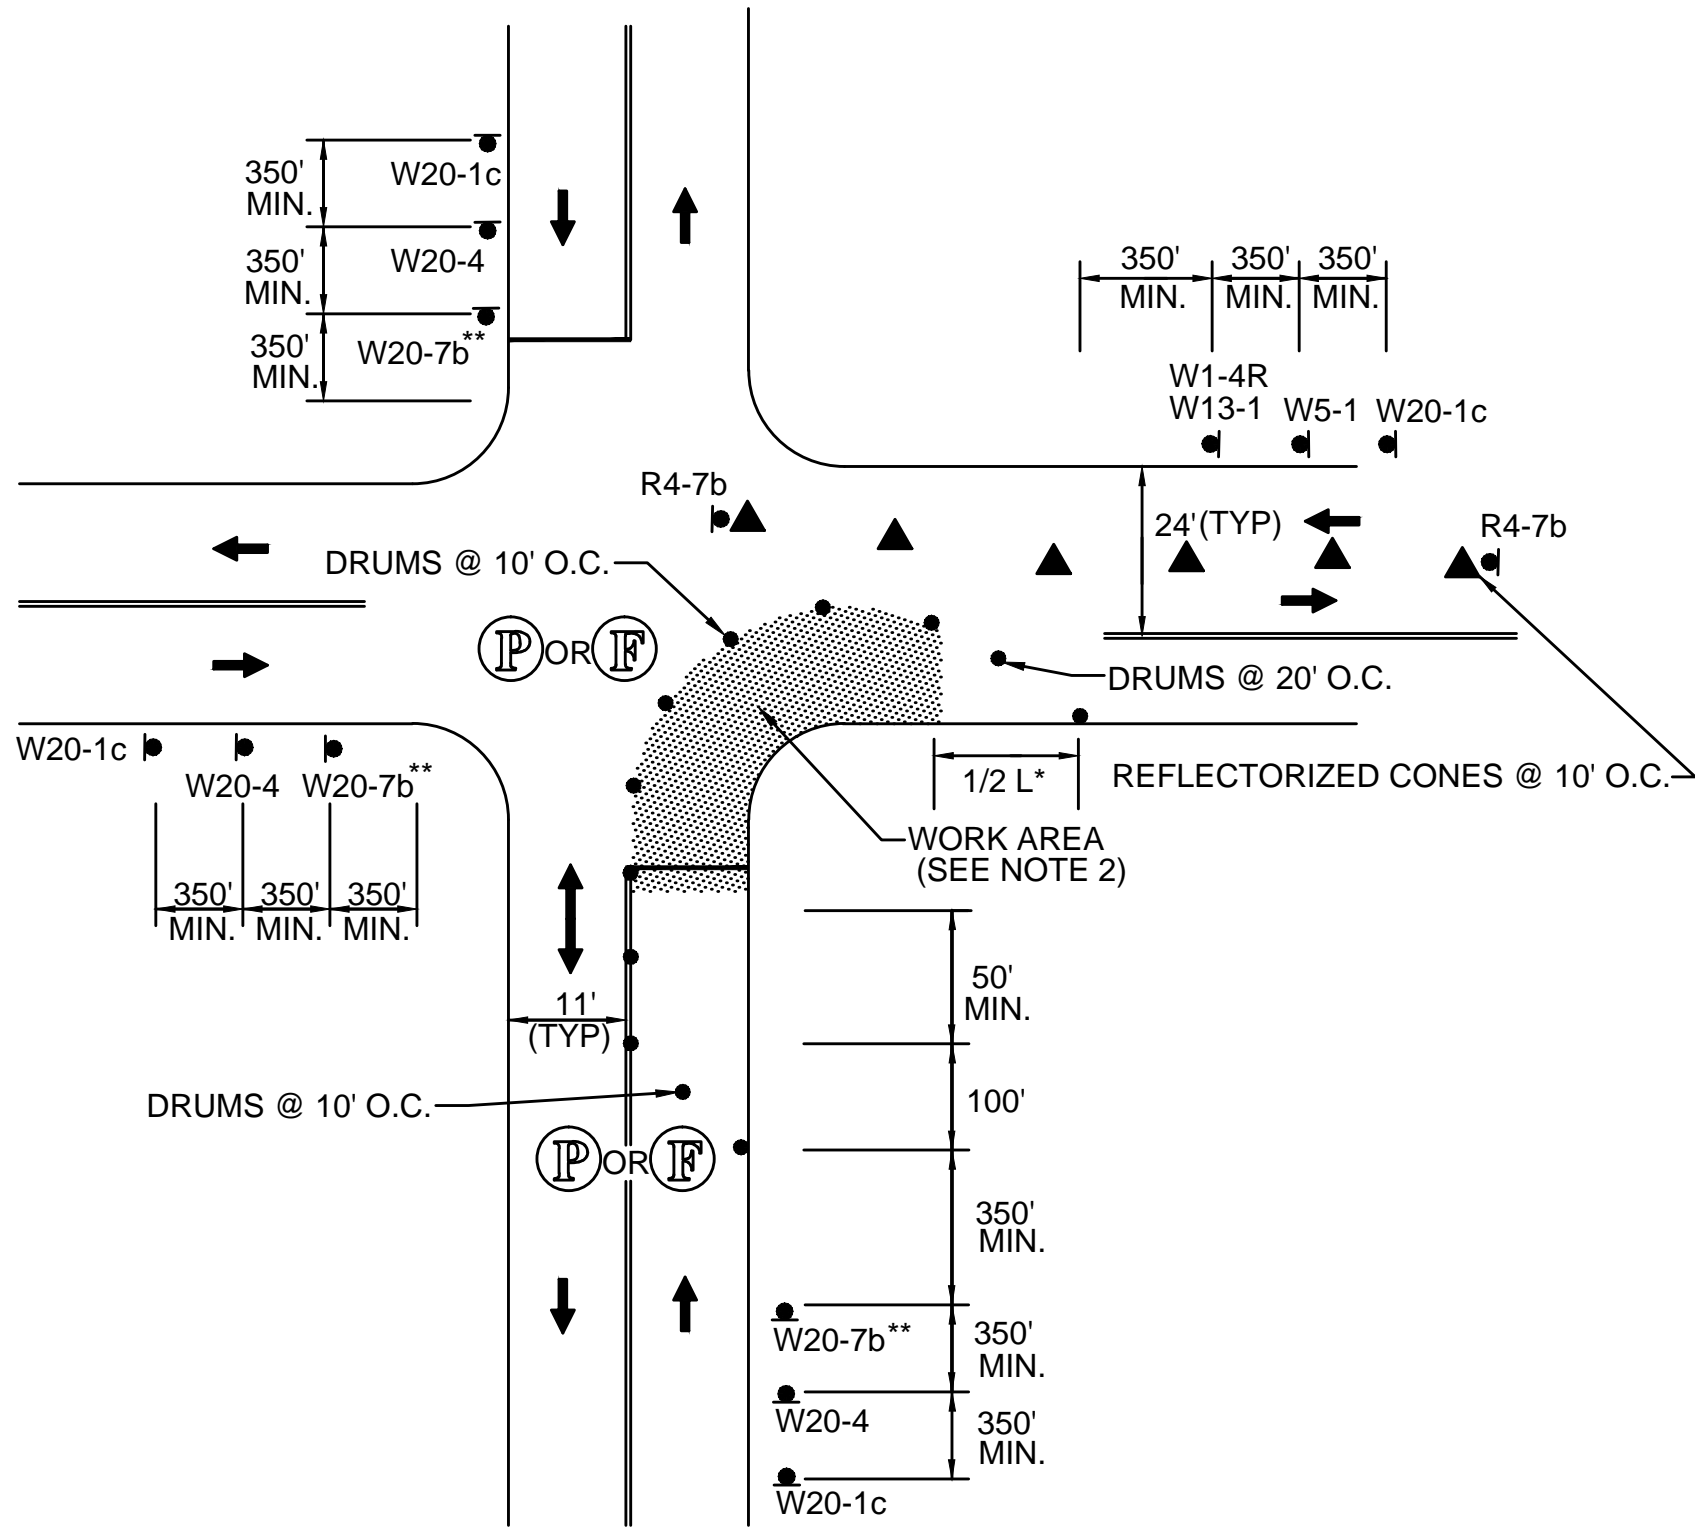 350'
MIN.
W20-1c
350'
MIN.
W20-4
350'
MIN.
W20-7b**
350' 350' 350'
MIN. MIN. MIN.
W1-4R
W13-1 W5-1 W20-1c
R4-7b
24'(TYP)
R4-7b
DRUMS @ 10' O.C.
P OR F
DRUMS @ 20' O.C.
W20-1c
W20-4 W20-7b**
1/2 L*
REFLECTORIZED CONES @ 10' O.C.
WORK AREA
(SEE NOTE 2)
350' 350' 350'
MIN. MIN. MIN.
50'
MIN.
11'
(TYP)
DRUMS @ 10' O.C.
100'
P OR F
350'
MIN.
W20-7b**
350'
MIN.
W20-4
350'
MIN.
W20-1c